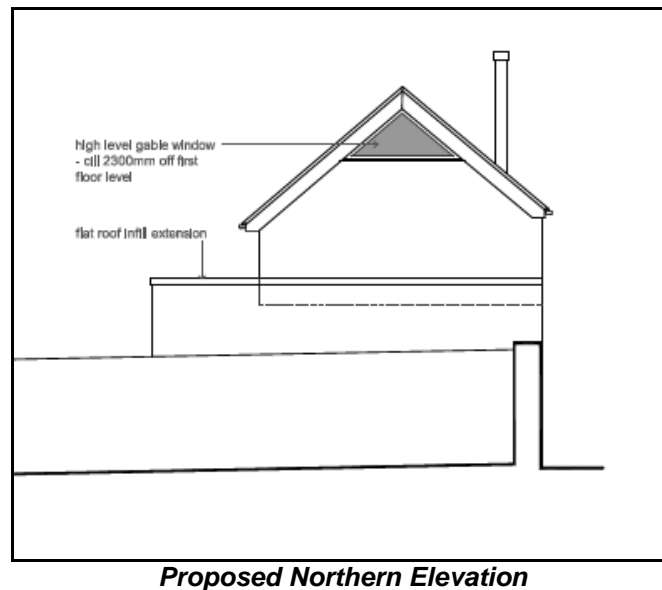 high level gable window
- cill 2300mm off first
floor level
flat roof infill extension
Proposed Northern Elevation